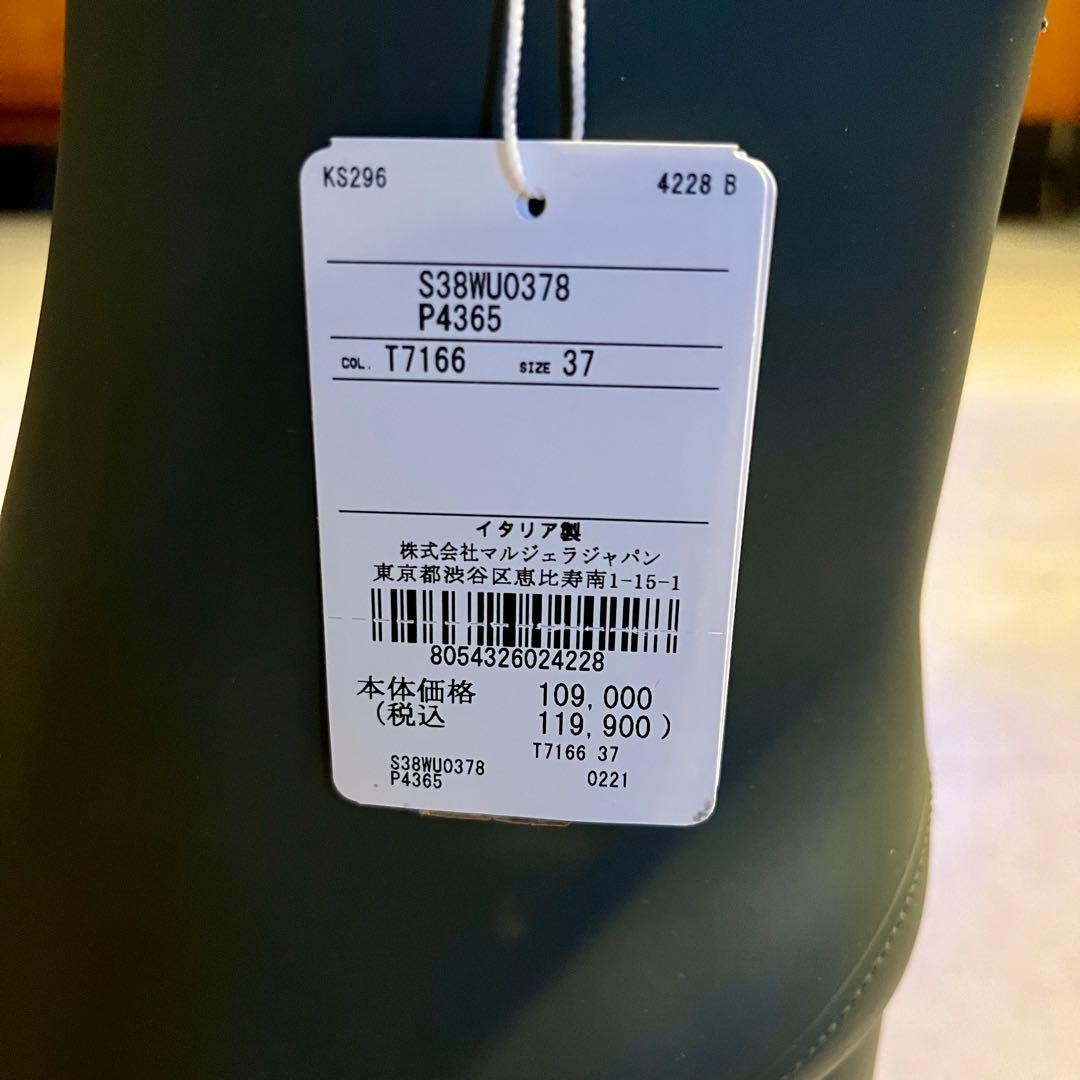 KS296 4228 B
S38WU0378
P4365
COL. T7166 SIZE 37
イタリア製
株式会社マルジェラジャパン
東京都渋谷区恵比寿南1-15-1
8054326024228
本体価格 109,000
(税込 119,900)
T7166 37
S38WU0378
P4365 0221